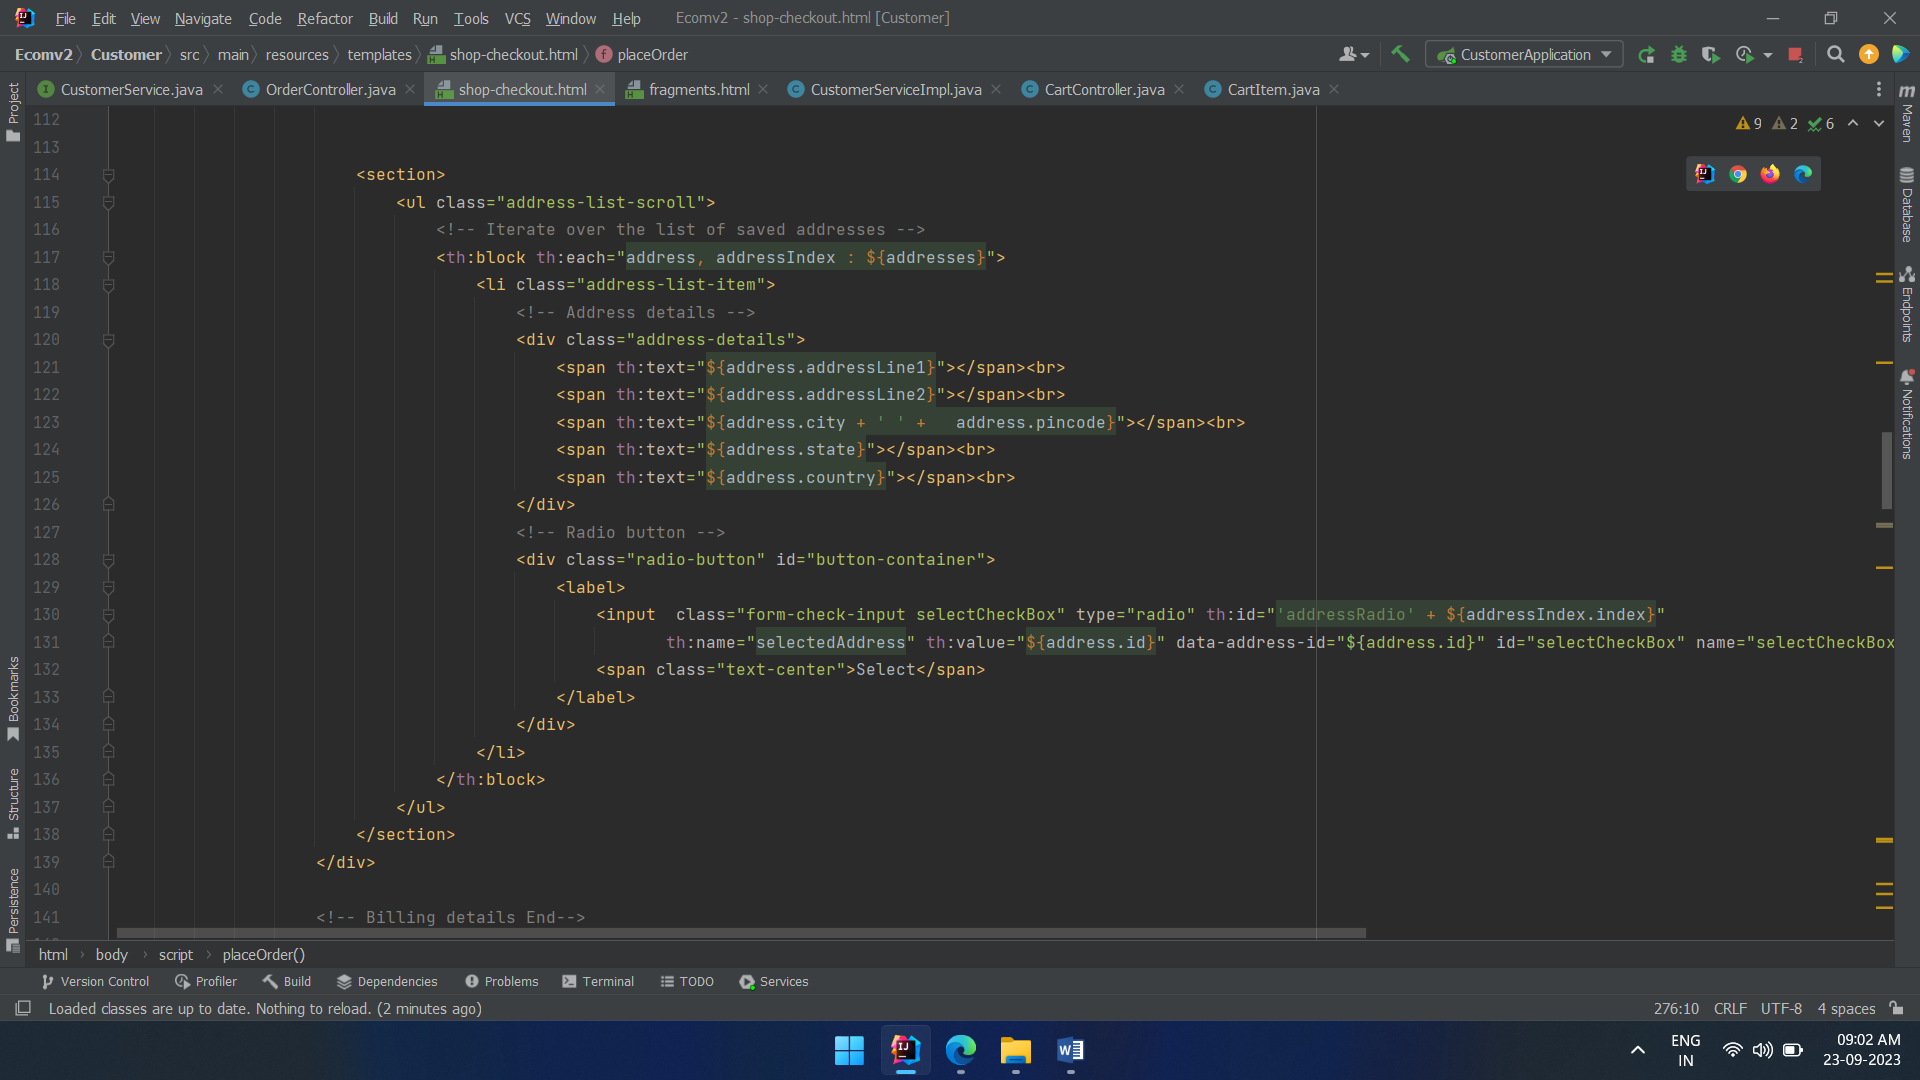 File Edit View Navigate Code Refactor Build Run Tools VCS Window Help Ecomv2 - shop-checkout.html [Customer]
Ecomv2 Customer src main resources templates shop-checkout.html placeOrder CustomerApplication
CustomerService.java OrderController.java shop-checkout.html fragments.html CustomerServiceImpl.java CartController.java CartItem.java
9 2 6
112
113
114 <section>
115 <ul class="address-list-scroll">
116 <!-- Iterate over the list of saved addresses -->
117 <th:block th:each="address, addressIndex : ${addresses}">
118 <li class="address-list-item">
119 <!-- Address details -->
120 <div class="address-details">
121 <span th:text="${address.addressLine1}"></span><br>
122 <span th:text="${address.addressLine2}"></span><br>
123 <span th:text="${address.city + ' ' +   address.pincode}"></span><br>
124 <span th:text="${address.state}"></span><br>
125 <span th:text="${address.country}"></span><br>
126 </div>
127 <!-- Radio button -->
128 <div class="radio-button" id="button-container">
129 <label>
130 <input  class="form-check-input selectCheckBox" type="radio" th:id="'addressRadio' + ${addressIndex.index}"
131 th:name="selectedAddress" th:value="${address.id}" data-address-id="${address.id}" id="selectCheckBox" name="selectCheckBox
132 <span class="text-center">Select</span>
133 </label>
134 </div>
135 </li>
136 </th:block>
137 </ul>
138 </section>
139 </div>
140
141 <!-- Billing details End-->
Project
Bookmarks
Structure
Persistence
Maven
Database
Endpoints
Notifications
html body script placeOrder()
Version Control Profiler Build Dependencies Problems Terminal TODO Services
Loaded classes are up to date. Nothing to reload. (2 minutes ago) 276:10 CRLF UTF-8 4 spaces
ENG 09:02 AM
IN 23-09-2023